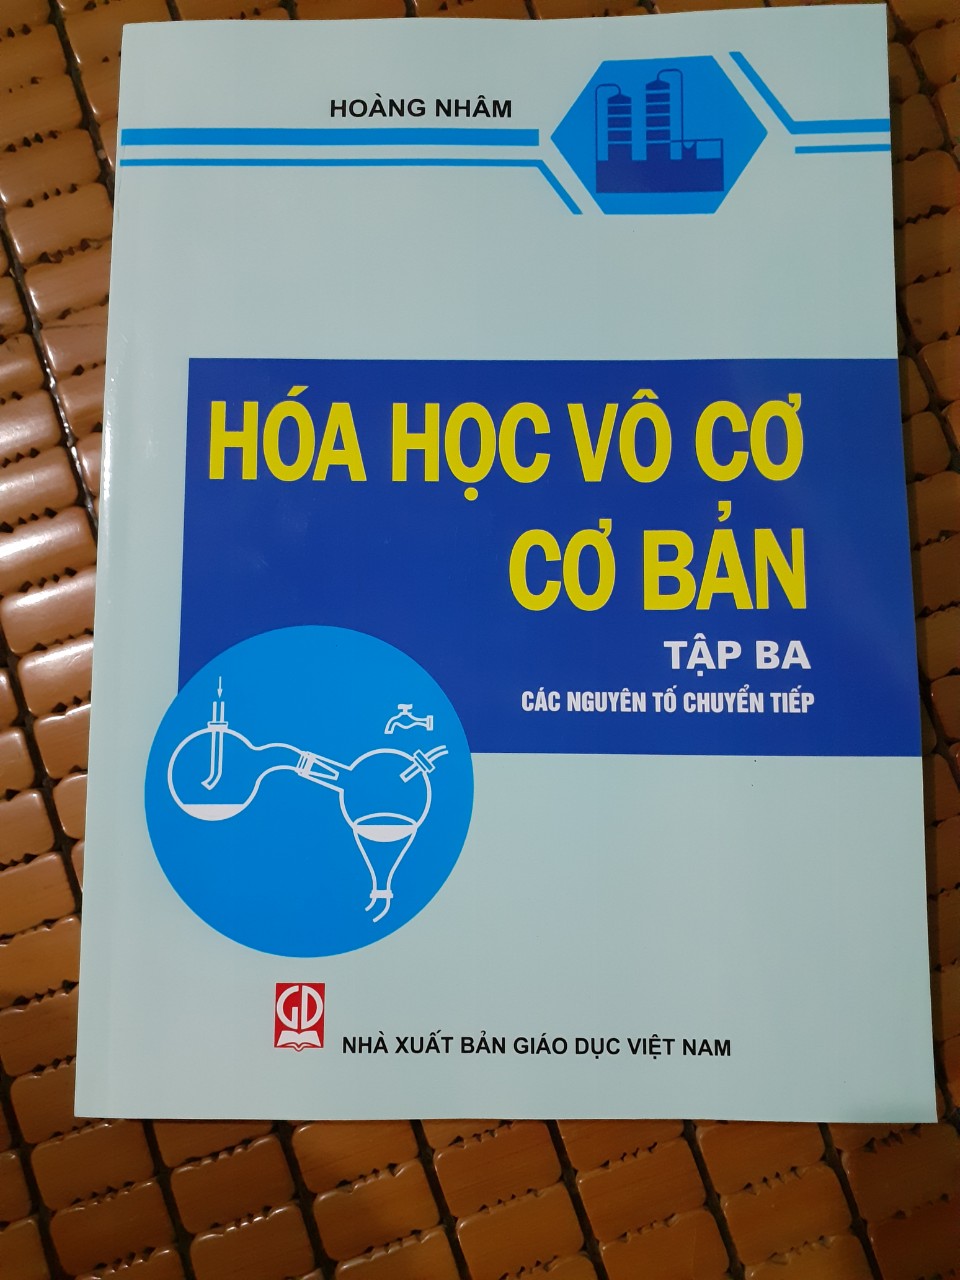 HOÀNG NHÂM
HÓA HỌC VÔ CƠ
CƠ BẢN
TẬP BA
CÁC NGUYÊN TỐ CHUYỂN TIẾP
GD
NHÀ XUẤT BẢN GIÁO DỤC VIỆT NAM